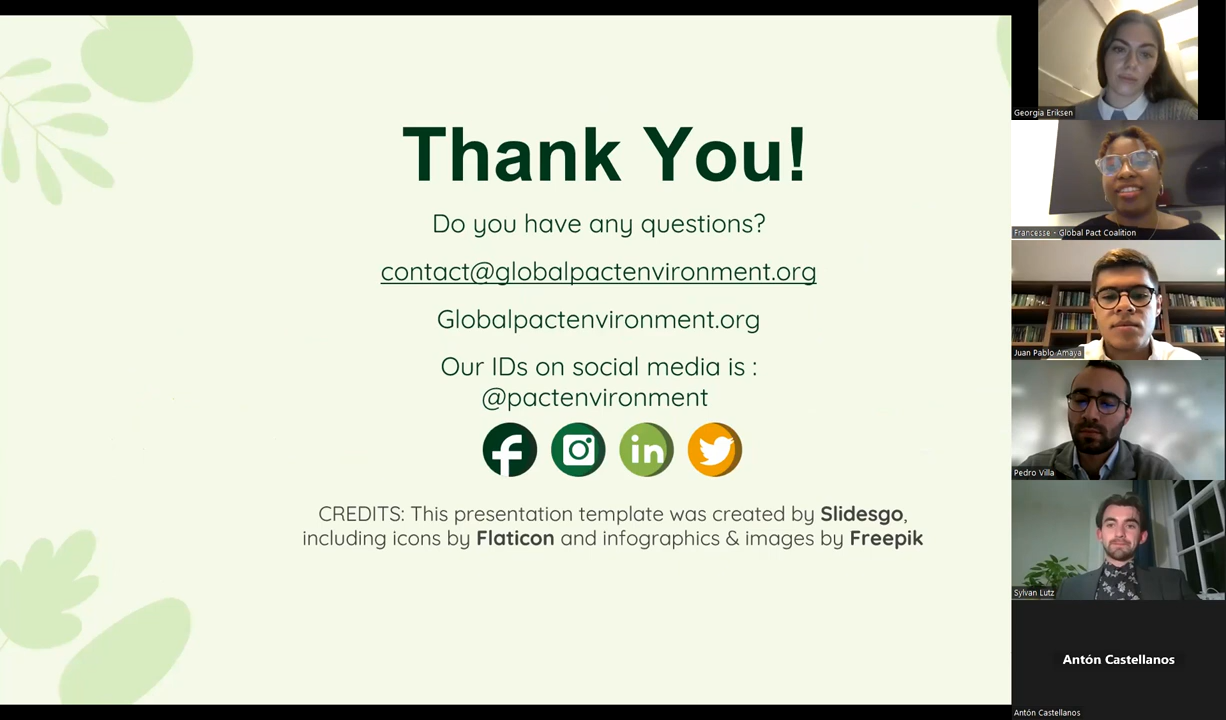 Thank You!
Do you have any questions?
contact@globalpactenvironment.org
Globalpactenvironment.org
Our IDs on social media is :
@pactenvironment
CREDITS: This presentation template was created by Slidesgo,
including icons by Flaticon and infographics & images by Freepik
Georgia Eriksen
Francesse - Global Pact Coalition
Juan Pablo Amaya
Pedro Villa
Sylvan Lutz
Antón Castellanos
Antón Castellanos